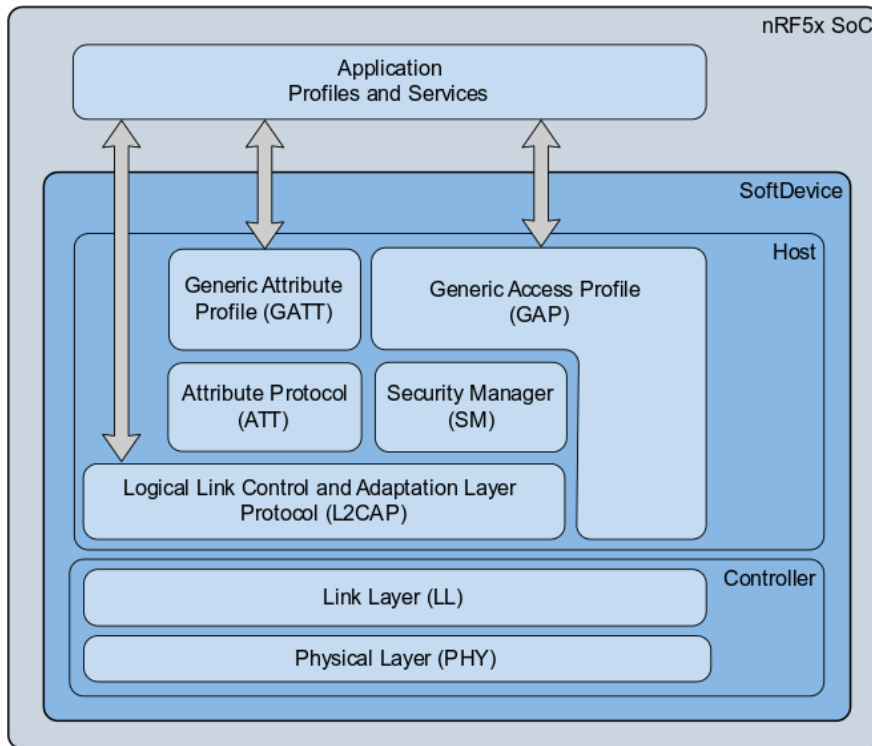 nRF5x SoC
Application
Profiles and Services
SoftDevice
Host
Generic Attribute
Profile (GATT)
Generic Access Profile
(GAP)
Attribute Protocol
(ATT)
Security Manager
(SM)
Logical Link Control and Adaptation Layer
Protocol (L2CAP)
Controller
Link Layer (LL)
Physical Layer (PHY)